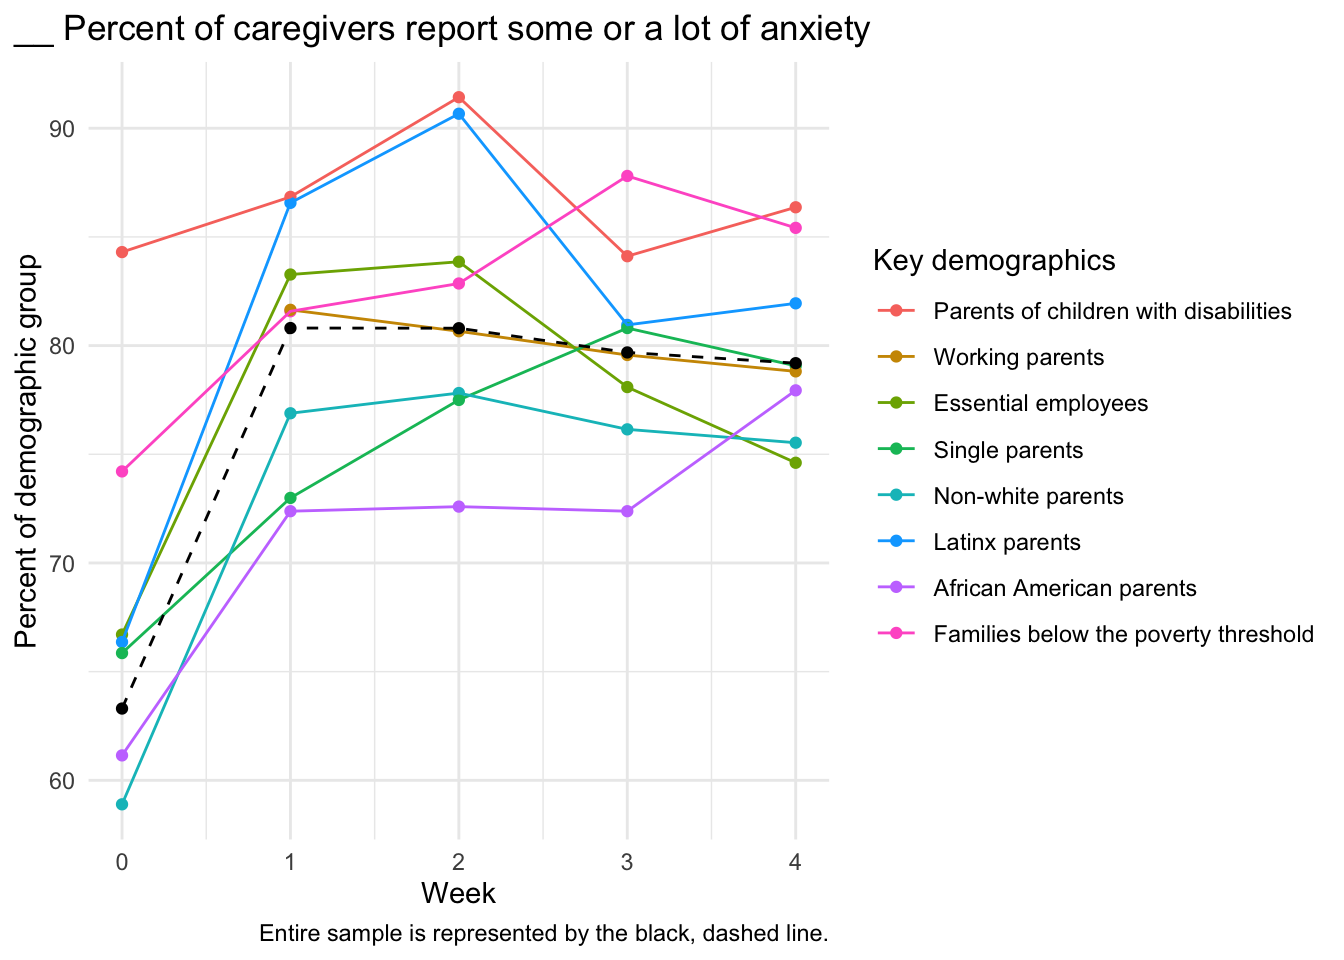 __ Percent of caregivers report some or a lot of anxiety
Percent of demographic group
90
80
70
60
0 1 2 3 4
Week
Entire sample is represented by the black, dashed line.
Key demographics
Parents of children with disabilities
Working parents
Essential employees
Single parents
Non-white parents
Latinx parents
African American parents
Families below the poverty threshold